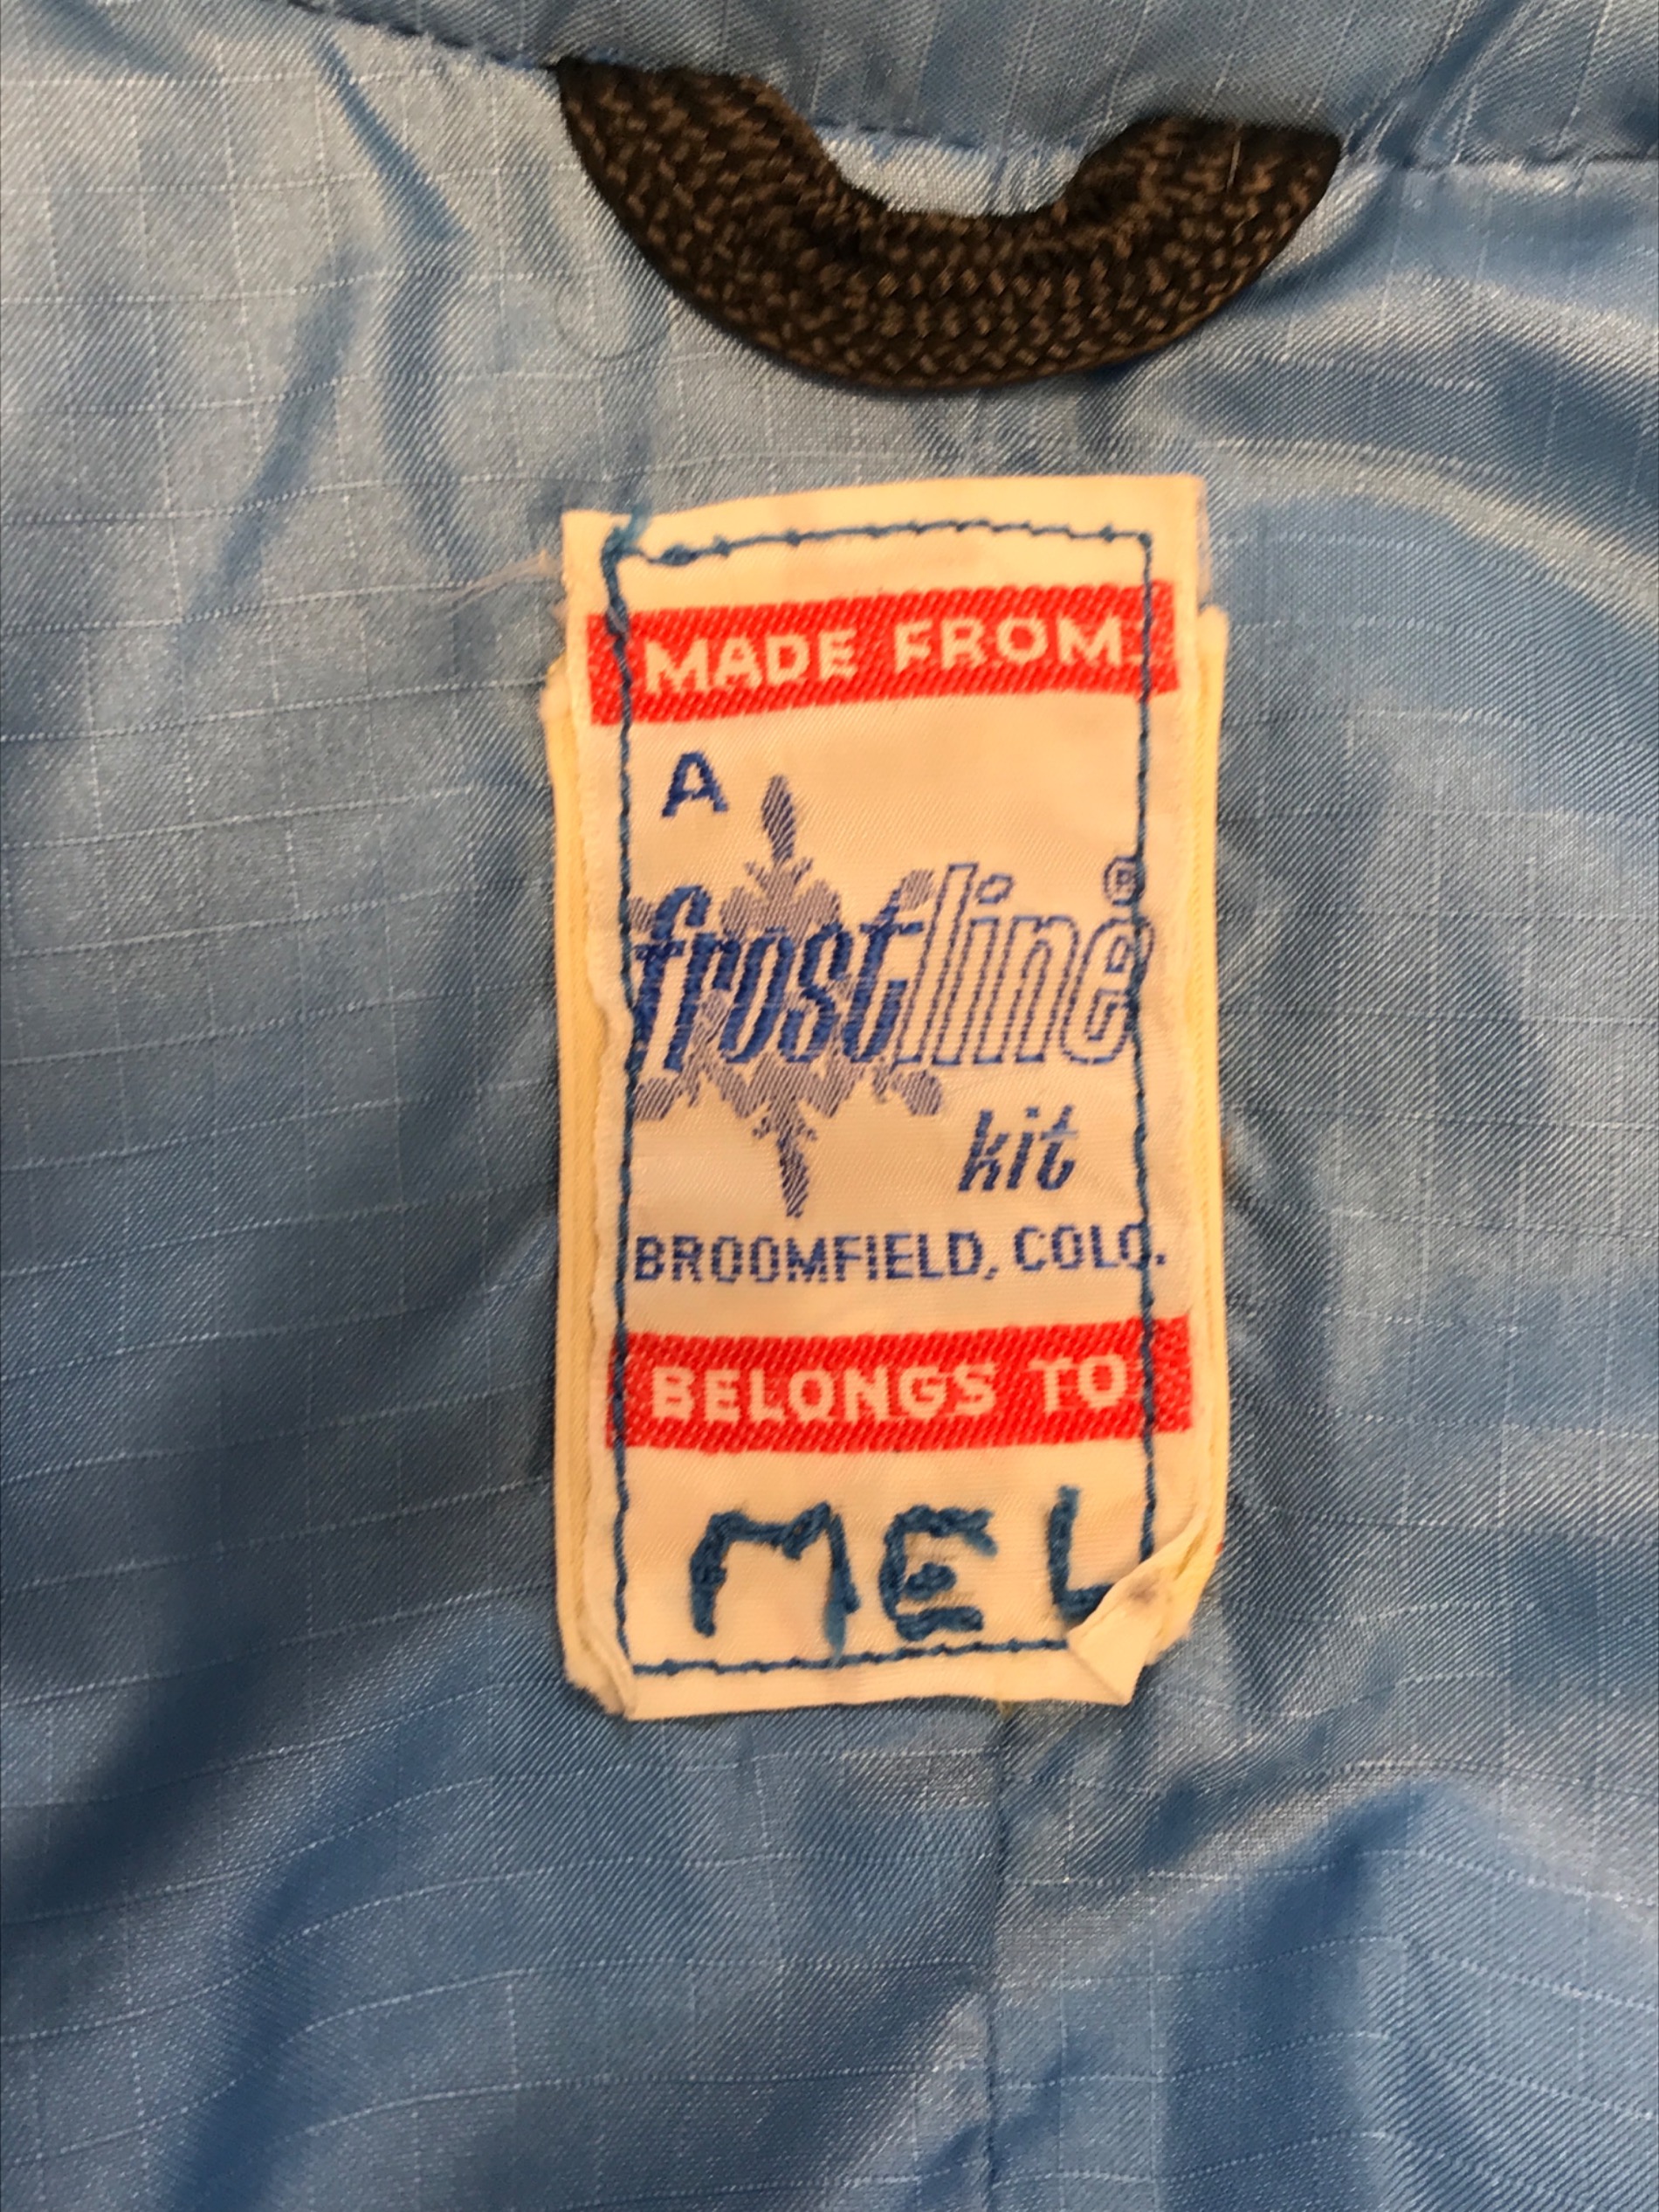 MADE FROM
A
frostline®
kit
BROOMFIELD, COLO.
BELONGS TO
MEL